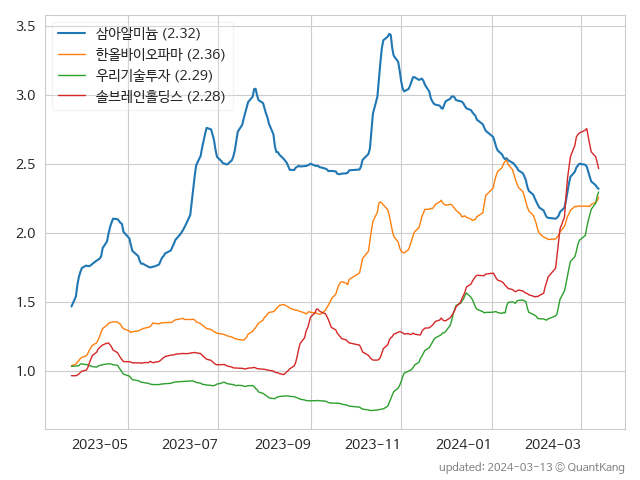 삼아알미늄 (2.32)
한올바이오파마 (2.36)
우리기술투자 (2.29)
솔브레인홀딩스 (2.28)
3.5
3.0
2.5
2.0
1.5
1.0
2023-05 2023-07 2023-09 2023-11 2024-01 2024-03
updated: 2024-03-13 © QuantKang